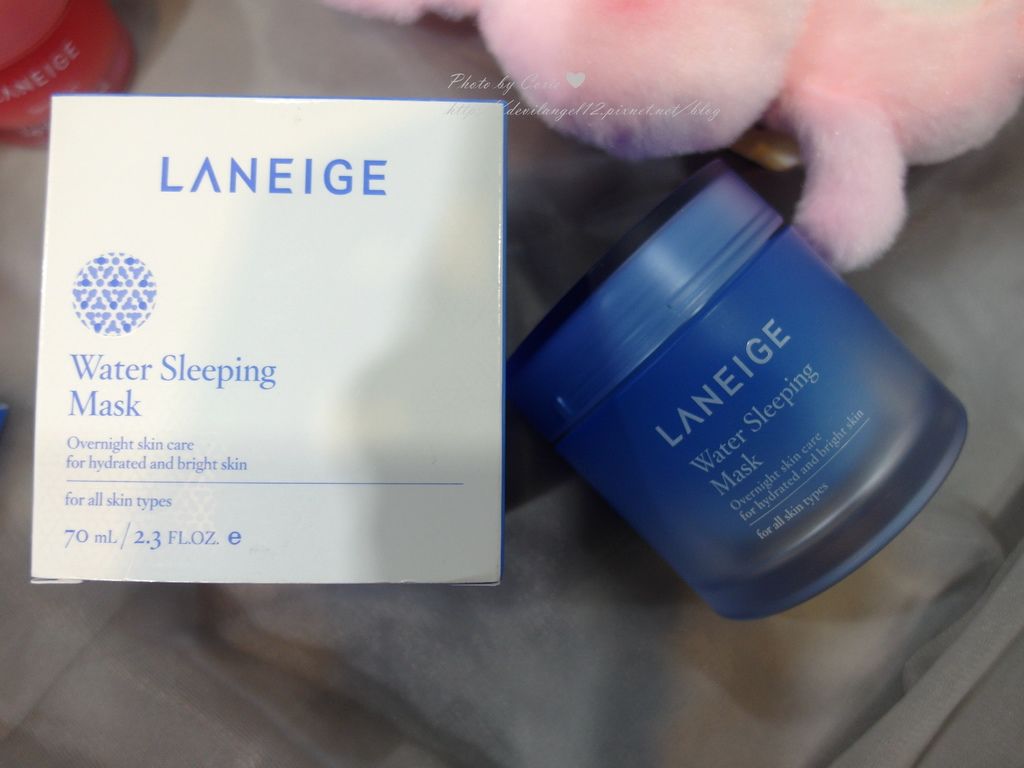 LANEIGE
Photo by Coxie♥
http://devilangel12.pixnet.net/blog
LANEIGE
Water Sleeping
Mask
Overnight skin care
for hydrated and bright skin
for all skin types
70 mL / 2.3 FL.OZ. e
LANEIGE
Water Sleeping
Mask
Overnight skin care
for hydrated and bright skin
for all skin types